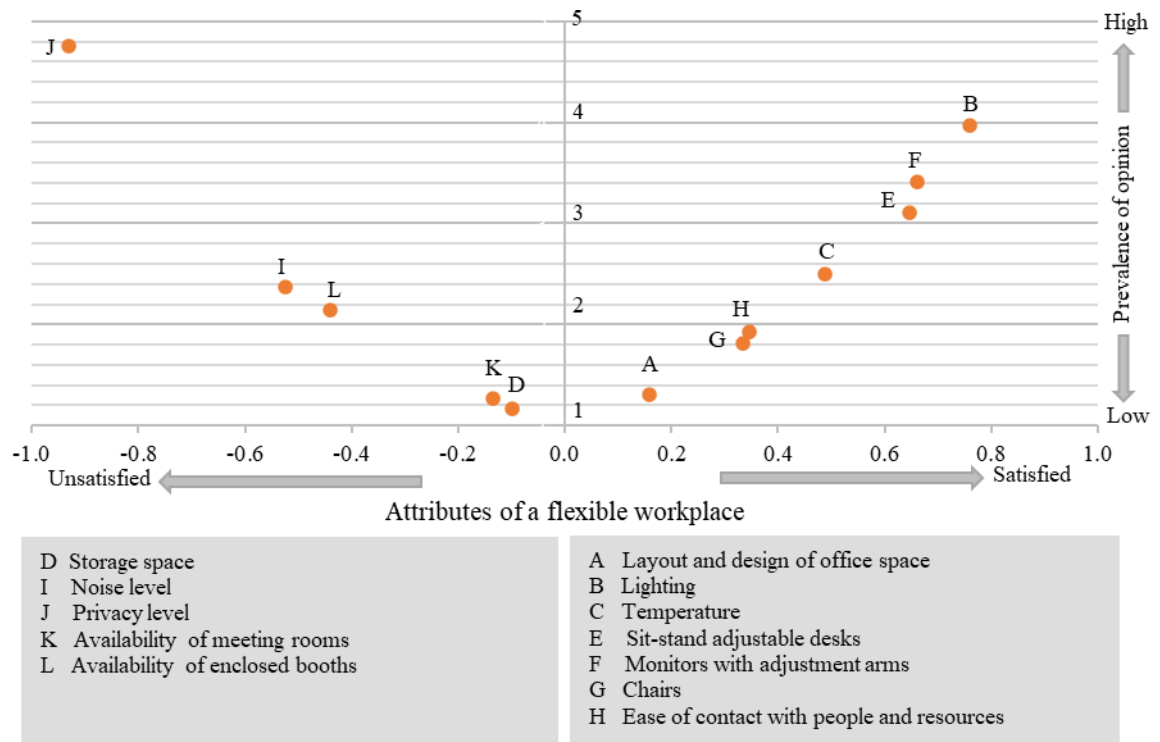 5
High
J
4
B
F
E
Prevalence of opinion
3
C
I
L
2
H
G
K
D
A
1
Low
-1.0 -0.8 -0.6 -0.4 -0.2 0.0 0.2 0.4 0.6 0.8 1.0
Unsatisfied Satisfied
Attributes of a flexible workplace
D Storage space
I Noise level
J Privacy level
K Availability of meeting rooms
L Availability of enclosed booths
A Layout and design of office space
B Lighting
C Temperature
E Sit-stand adjustable desks
F Monitors with adjustment arms
G Chairs
H Ease of contact with people and resources